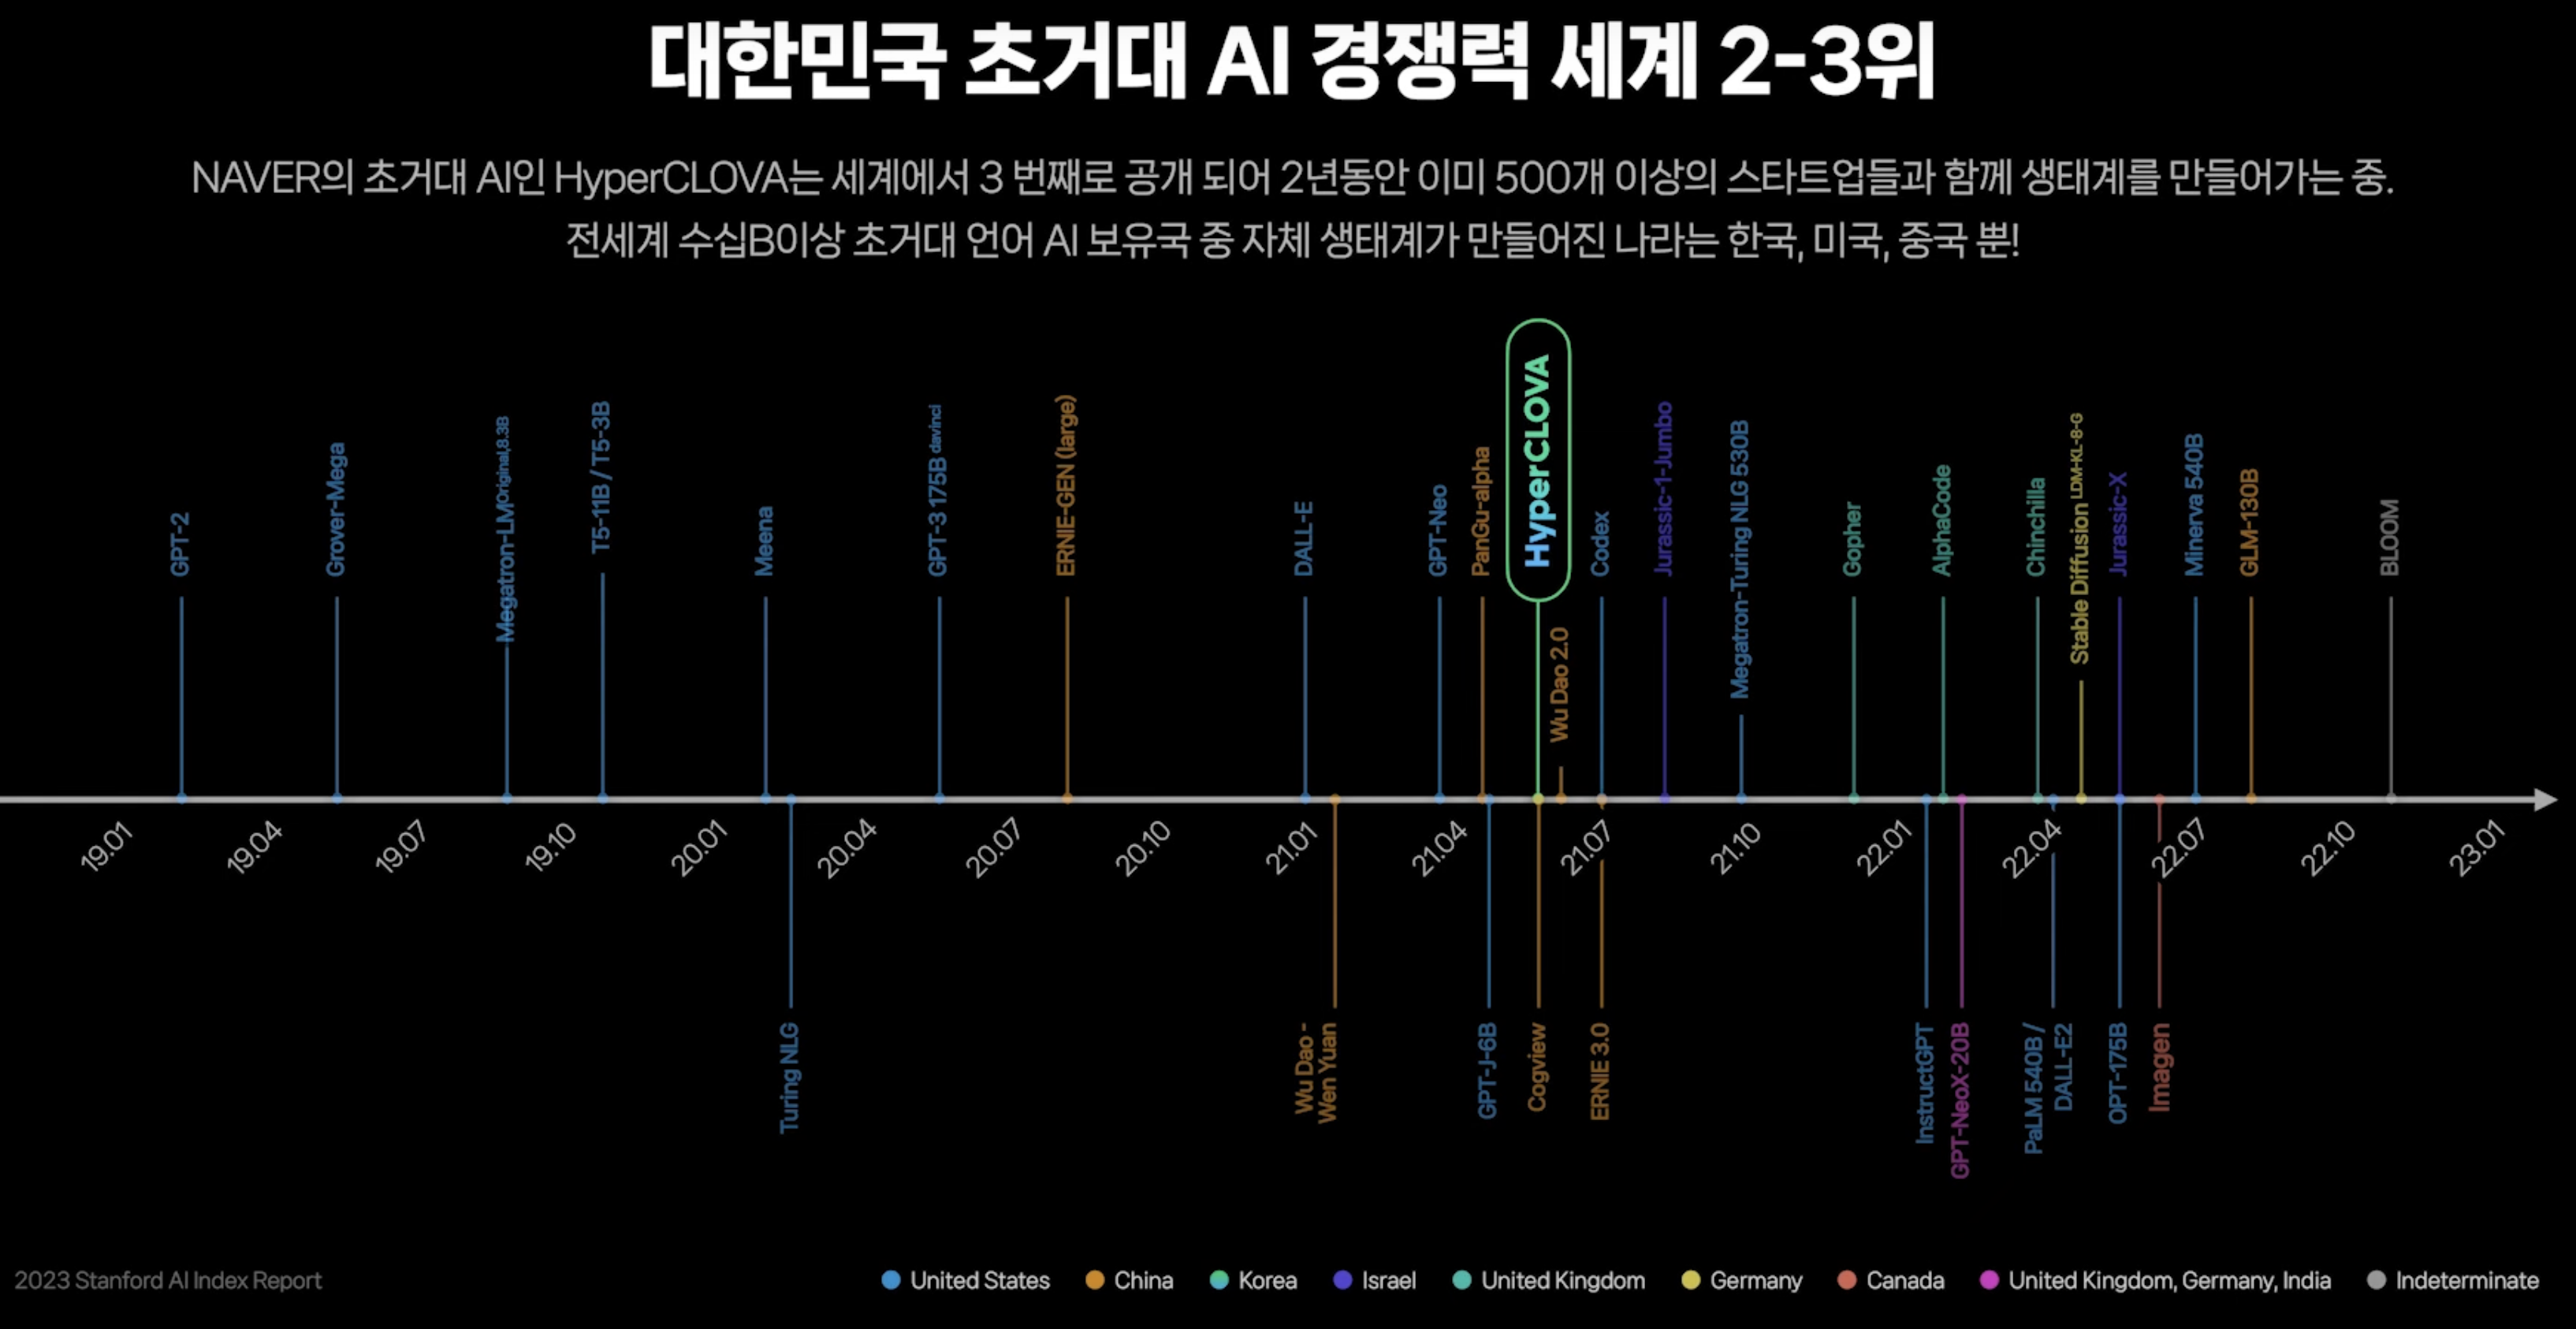 대한민국 초거대 AI 경쟁력 세계 2-3위
NAVER의 초거대 AI인 HyperCLOVA는 세계에서 3 번째로 공개 되어 2년동안 이미 500개 이상의 스타트업들과 함께 생태계를 만들어가는 중.
전세계 수십B이상 초거대 언어 AI 보유국 중 자체 생태계가 만들어진 나라는 한국, 미국, 중국 뿐!
GPT-2
Grover-Mega
Megatron-LM Original,8.3B
T5-11B / T5-3B
Meena
GPT-3 175B davinci
ERNIE-GEN (large)
DALL-E
GPT-Neo
PanGu-alpha
HyperCLOVA
Wu Dao 2.0
Codex
Jurassic-1-Jumbo
Megatron-Turing NLG 530B
Gopher
AlphaCode
Chinchilla
Stable Diffusion LDM-KL-8-G
Jurassic-X
Minerva 540B
GLM-130B
BLOOM
19.01
19.04
19.07
19.10
20.01
20.04
20.07
20.10
21.01
21.04
21.07
21.10
22.01
22.04
22.07
22.10
23.01
Turing NLG
Wu Dao -
Wen Yuan
GPT-J-6B
Cogview
ERNIE 3.0
InstructGPT
GPT-NeoX-20B
PaLM 540B /
DALL-E2
OPT-175B
Imagen
2023 Stanford AI Index Report
United States
China
Korea
Israel
United Kingdom
Germany
Canada
United Kingdom, Germany, India
Indeterminate